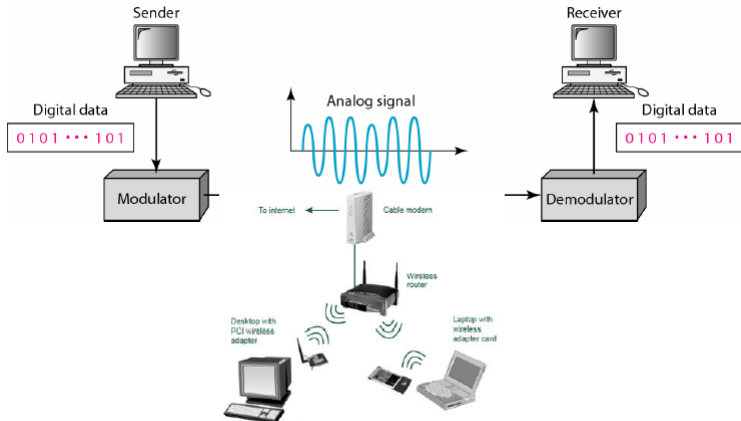 Sender
Receiver
Digital data
0101 ••• 101
Analog signal
Digital data
0101 ••• 101
Modulator
Demodulator
To internet
Cable modem
Wireless
router
Desktop with
PCI wireless
adapter
Laptop with
wireless
adapter card